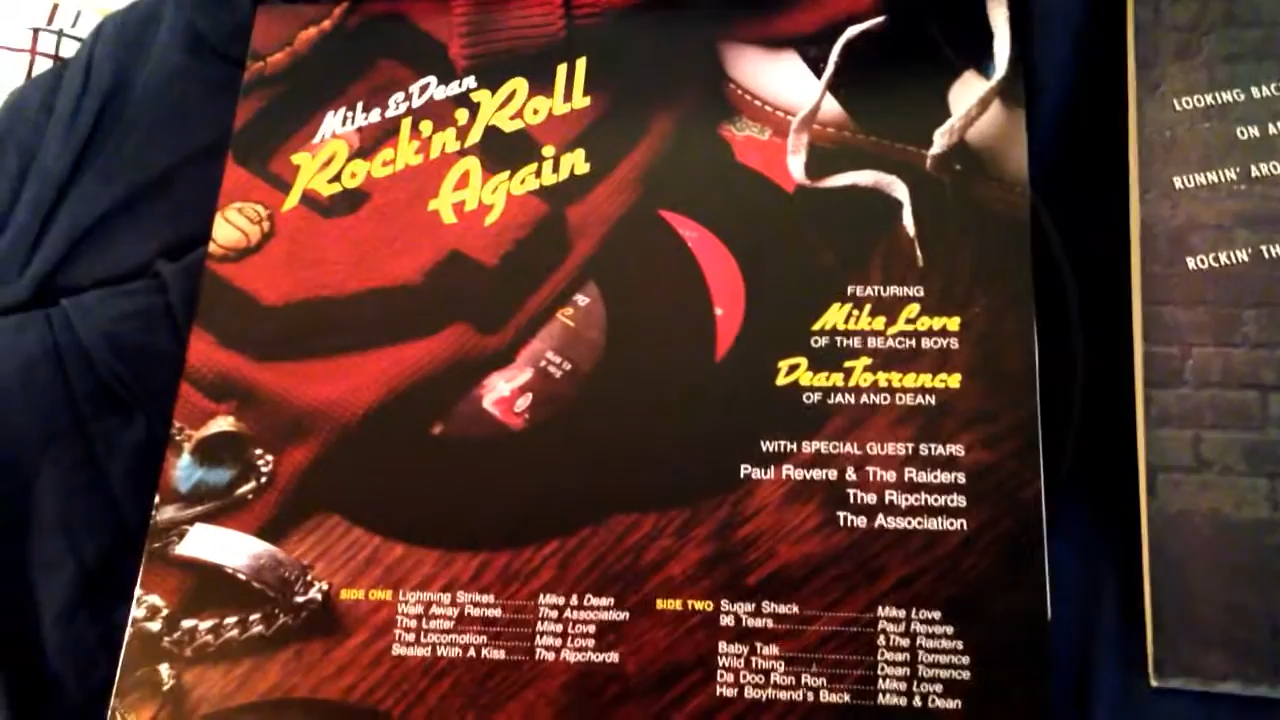 Mike & Dean
Rock 'n' Roll
Again
FEATURING
Mike Love
OF THE BEACH BOYS
Dean Torrence
OF JAN AND DEAN
WITH SPECIAL GUEST STARS
Paul Revere & The Raiders
The Ripchords
The Association
SIDE ONE Lightning Strikes......... Mike & Dean
Walk Away Renee....... The Association
The Letter........................ Mike Love
The Locomotion............ Mike Love
Sealed With A Kiss...... The Ripchords
SIDE TWO Sugar Shack ................. Mike Love
96 Tears......................... Paul Revere
& The Raiders
Baby Talk....................... Dean Torrence
Wild Thing...................... Dean Torrence
Da Doo Ron Ron........... Mike Love
Her Boyfriend's Back..... Mike & Dean
LOOKING BAC
ON A
RUNNIN' ARO
ROCKIN' TH